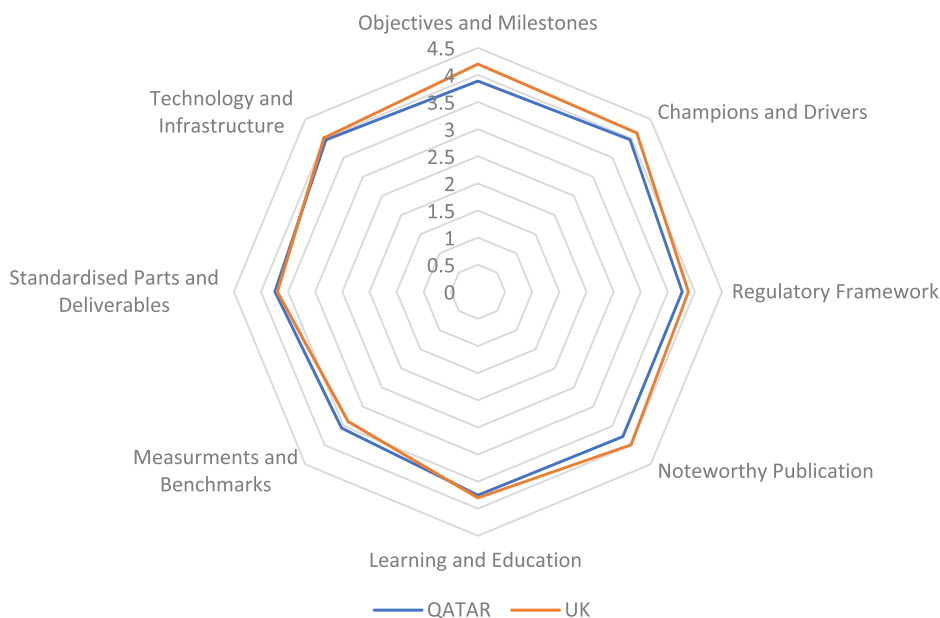 Objectives and Milestones
4.5
4
3.5
3
2.5
2
1.5
1
0.5
0
Champions and Drivers
Regulatory Framework
Noteworthy Publication
Learning and Education
Measurments and
Benchmarks
Standardised Parts and
Deliverables
Technology and
Infrastructure
QATAR
UK